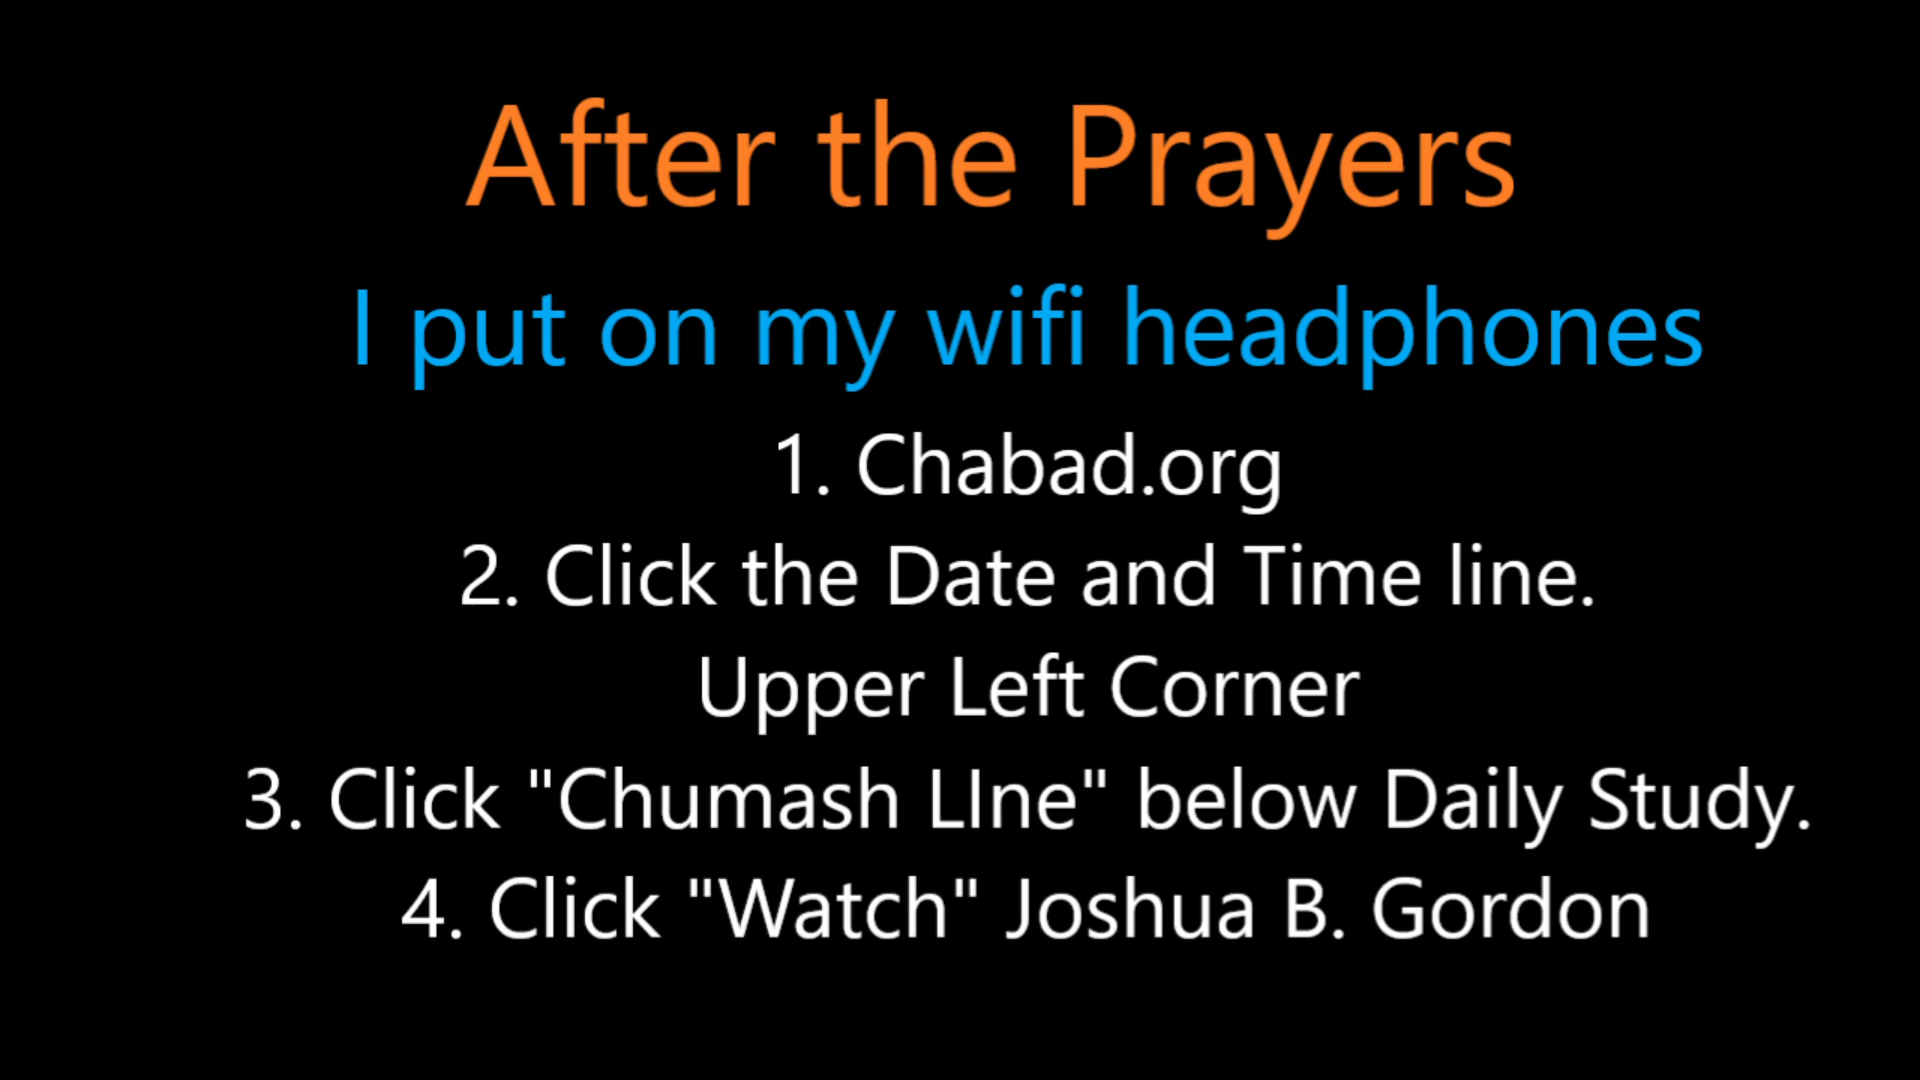 After the Prayers
I put on my wifi headphones
1. Chabad.org
2. Click the Date and Time line.
Upper Left Corner
3. Click "Chumash LIne" below Daily Study.
4. Click "Watch" Joshua B. Gordon